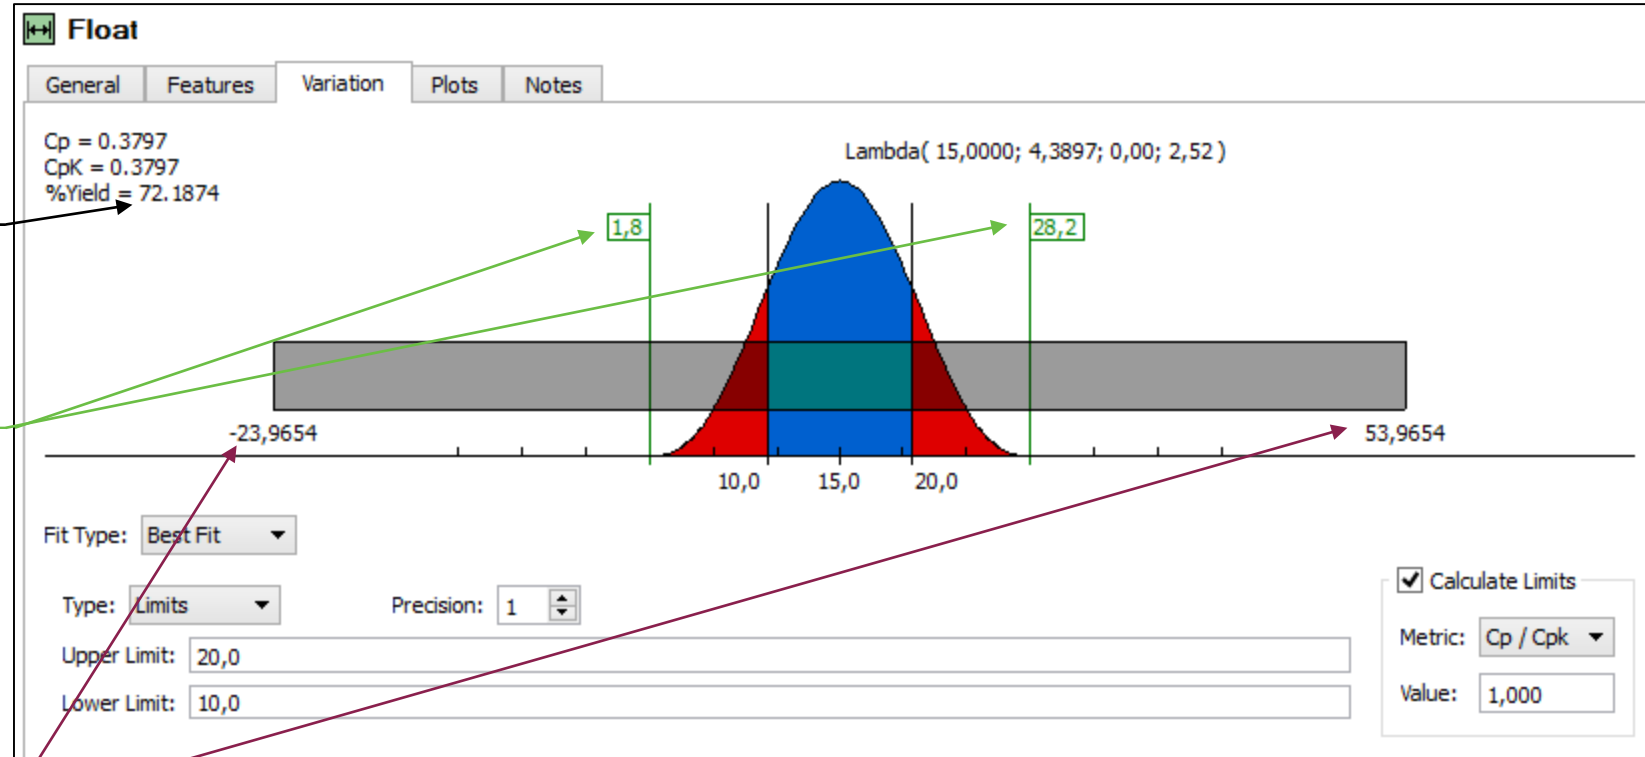 Float
General Features Variation Plots Notes
Cp = 0.3797
CpK = 0.3797
%Yield = 72.1874
Lambda( 15,0000; 4,3897; 0,00; 2,52 )
1,8 28,2
-23,9654 53,9654
10,0 15,0 20,0
Fit Type: Best Fit
Type: Limits Precision: 1
Upper Limit: 20,0
Lower Limit: 10,0
Calculate Limits
Metric: Cp / Cpk
Value: 1,000